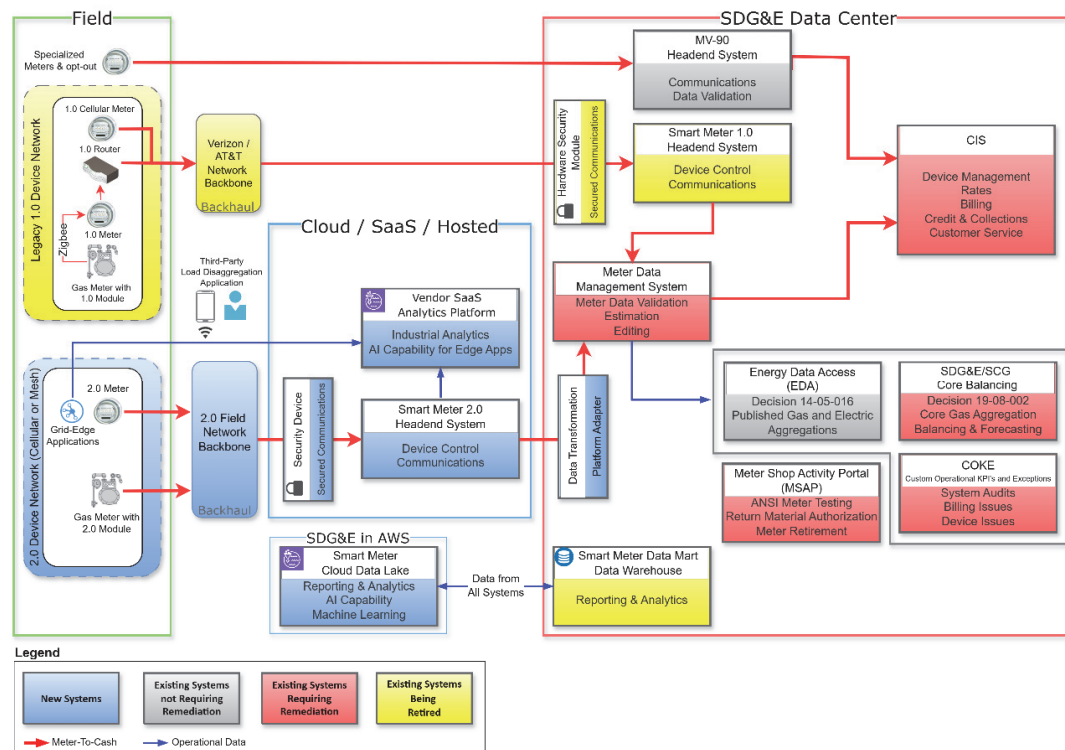 Field
Specialized
Meters & opt-out
Legacy 1.0 Device Network
1.0 Cellular Meter
1.0 Router
Zigbee
1.0 Meter
Gas Meter with
1.0 Module
Verizon /
AT&T
Network
Backbone
Backhaul
2.0 Device Network (Cellular or Mesh)
2.0 Meter
Grid-Edge
Applications
Gas Meter with
2.0 Module
2.0 Field
Network
Backbone
Backhaul
Third-Party
Load Disaggregation
Application
Cloud / SaaS / Hosted
Vendor SaaS
Analytics Platform
Industrial Analytics
AI Capability for Edge Apps
Security Device
Secured Communications
Smart Meter 2.0
Headend System
Device Control
Communications
SDG&E in AWS
Smart Meter
Cloud Data Lake
Reporting & Analytics
AI Capability
Machine Learning
Data from
All Systems
SDG&E Data Center
MV-90
Headend System
Communications
Data Validation
Hardware Security
Module
Secured Communications
Smart Meter 1.0
Headend System
Device Control
Communications
CIS
Device Management
Rates
Billing
Credit & Collections
Customer Service
Meter Data
Management System
Meter Data Validation
Estimation
Editing
Data Transformation
Platform Adapter
Energy Data Access
(EDA)
Decision 14-05-016
Published Gas and Electric
Aggregations
SDG&E/SCG
Core Balancing
Decision 19-08-002
Core Gas Aggregation
Balancing & Forecasting
Meter Shop Activity Portal
(MSAP)
ANSI Meter Testing
Return Material Authorization
Meter Retirement
COKE
Custom Operational KPI's and Exceptions
System Audits
Billing Issues
Device Issues
Smart Meter Data Mart
Data Warehouse
Reporting & Analytics
Legend
New Systems
Existing Systems
not Requiring
Remediation
Existing Systems
Requiring
Remediation
Existing Systems
Being
Retired
Meter-To-Cash
Operational Data